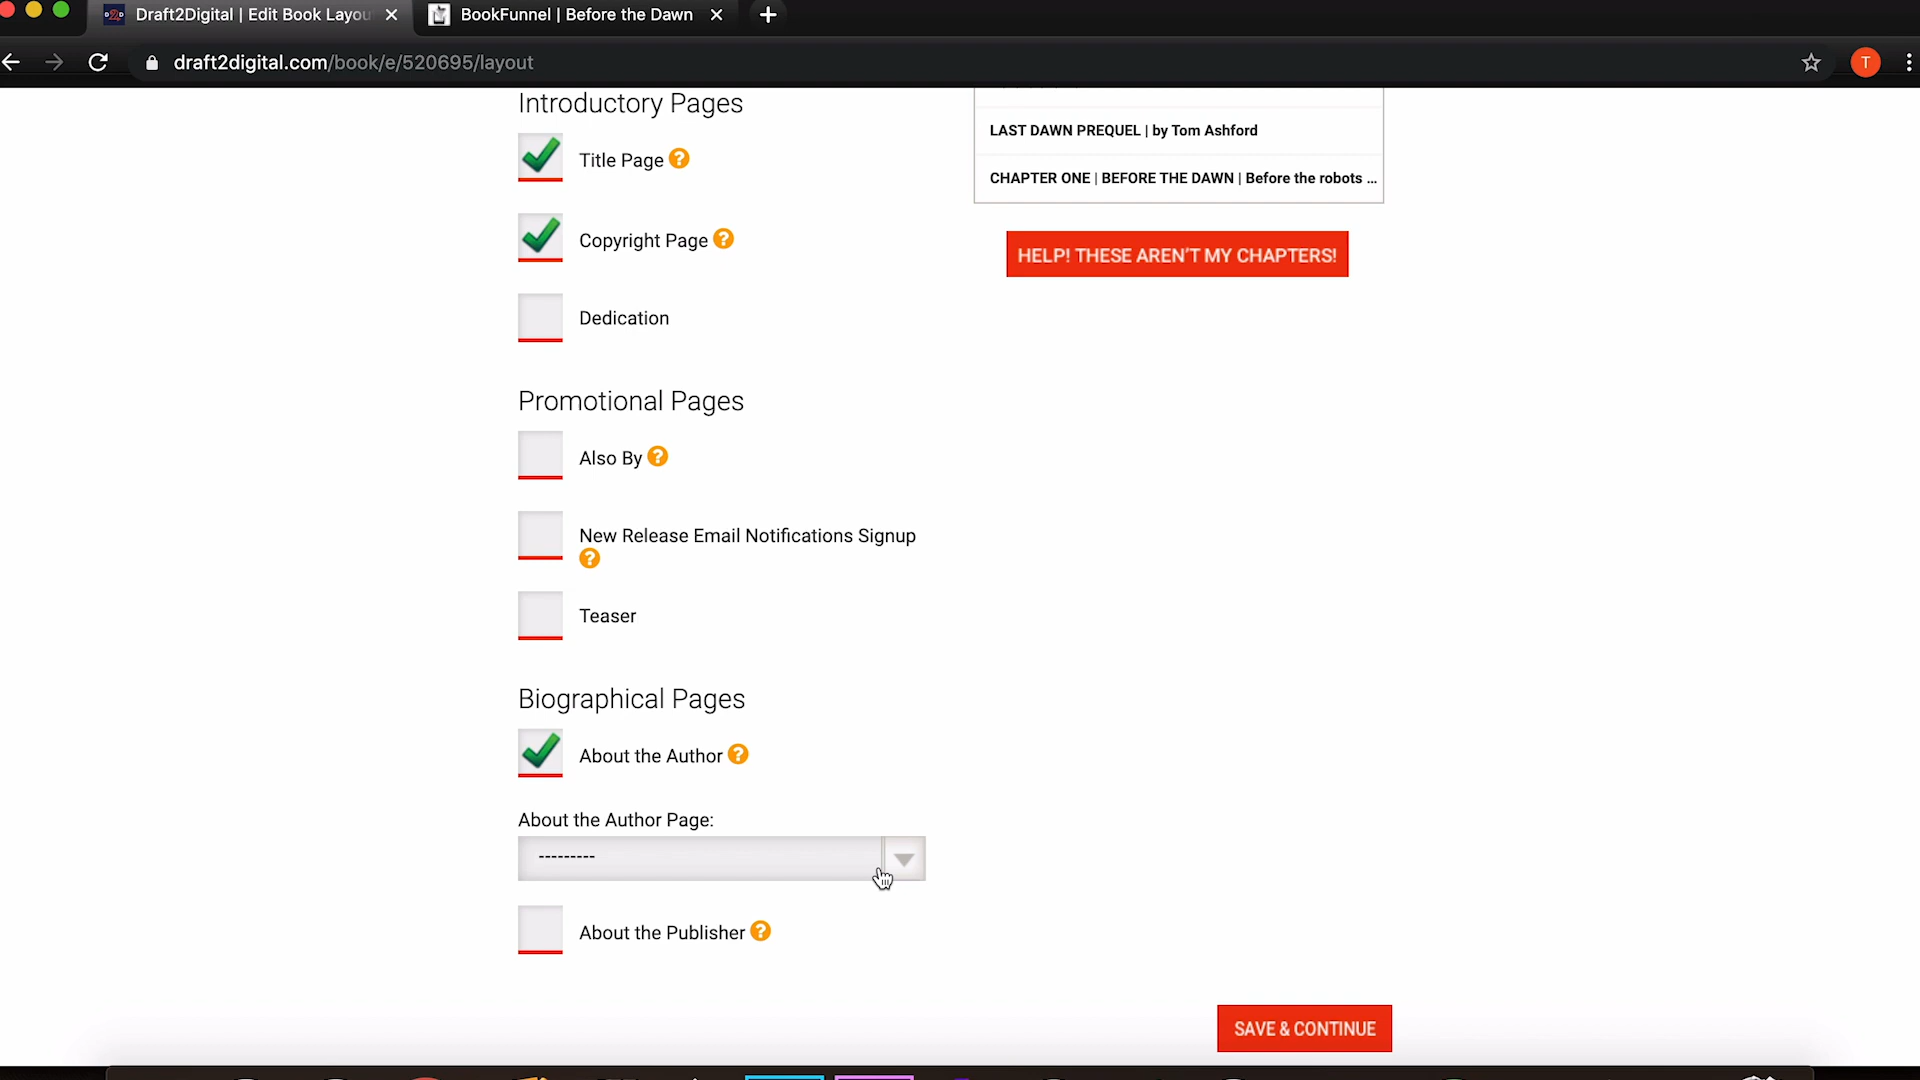 Draft2Digital | Edit Book Layou
BookFunnel | Before the Dawn
draft2digital.com/book/e/520695/layout
T
Introductory Pages
Title Page ?
Copyright Page ?
Dedication
Promotional Pages
Also By ?
New Release Email Notifications Signup
?
Teaser
Biographical Pages
About the Author ?
About the Author Page:
---------
About the Publisher ?
LAST DAWN PREQUEL | by Tom Ashford
CHAPTER ONE | BEFORE THE DAWN | Before the robots ...
HELP! THESE AREN'T MY CHAPTERS!
SAVE & CONTINUE